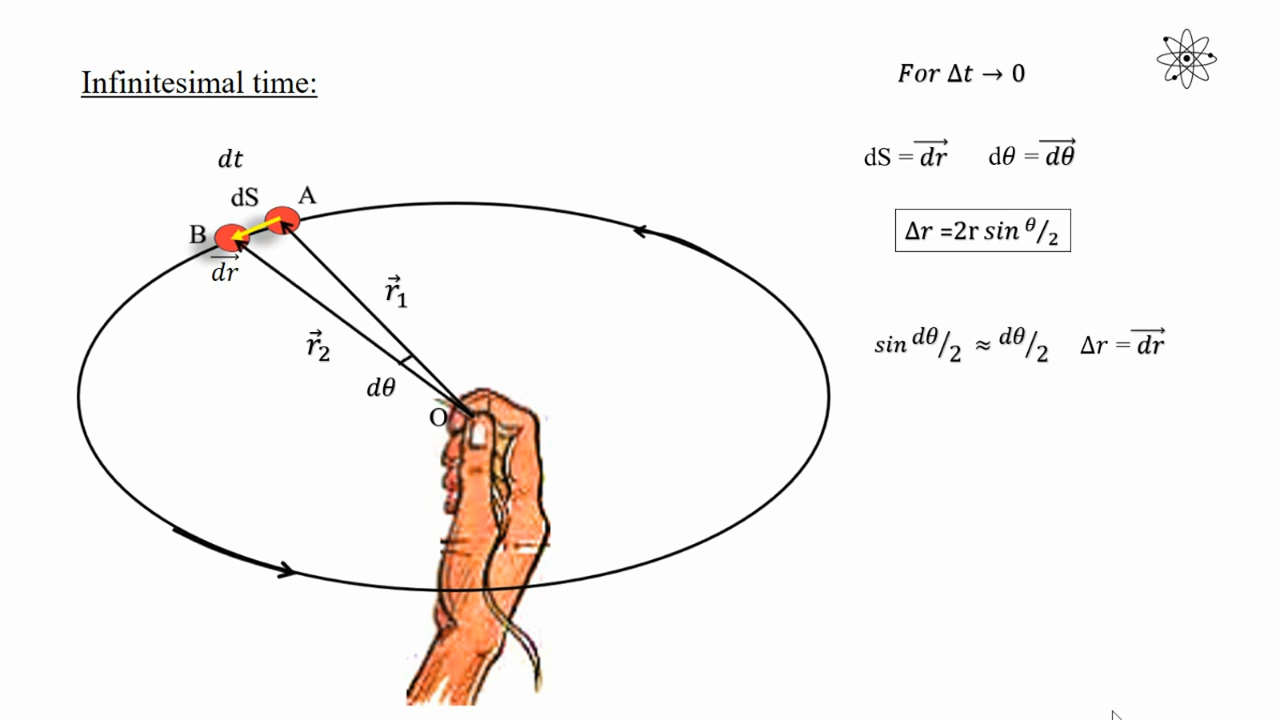 Infinitesimal time:
dt
dS
A
B
d⃗r
r⃗₁
r⃗₂
dθ
O
For Δt → 0
dS = d⃗r    dθ = d⃗θ
Δr =2r sin θ/2
sin dθ/2 ≈ dθ/2    Δr = d⃗r